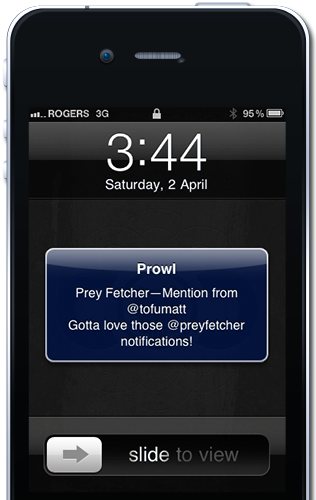 ROGERS 3G 95%
3:44
Saturday, 2 April
Prowl
Prey Fetcher—Mention from
@tofumatt
Gotta love those @preyfetcher
notifications!
slide to view